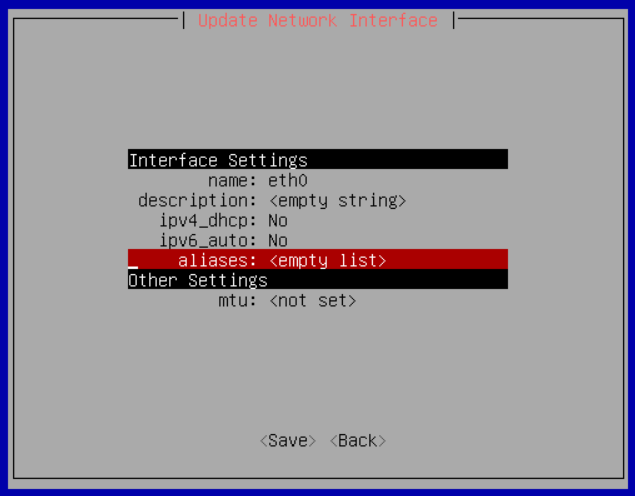 Update Network Interface
Interface Settings
name: eth0
description: <empty string>
ipv4_dhcp: No
ipv6_auto: No
aliases: <empty list>
Other Settings
mtu: <not set>
<Save> <Back>